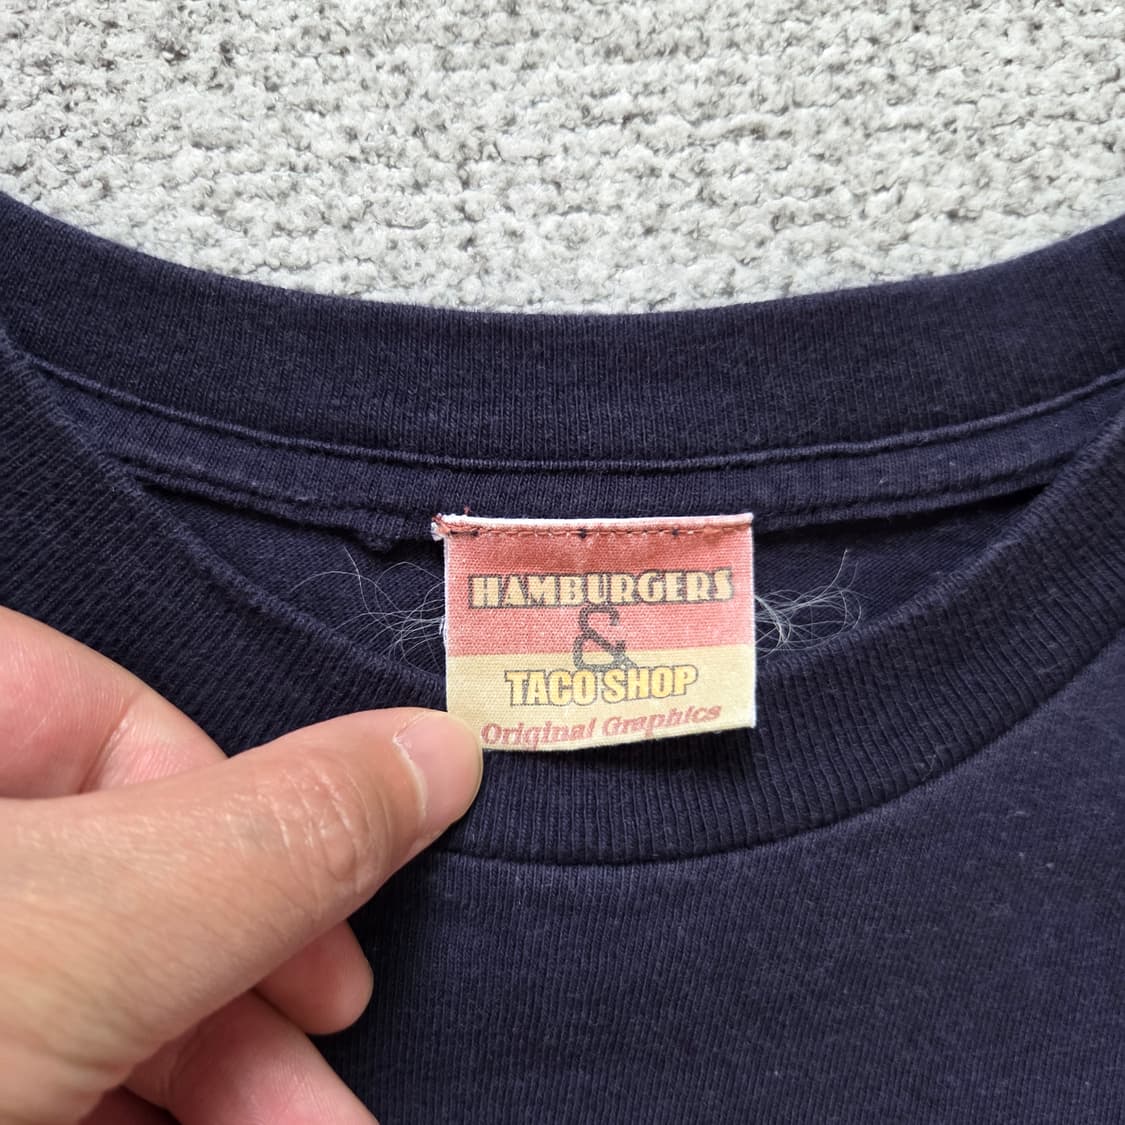 HAMBURGERS
&
TACO SHOP
Original Graphics